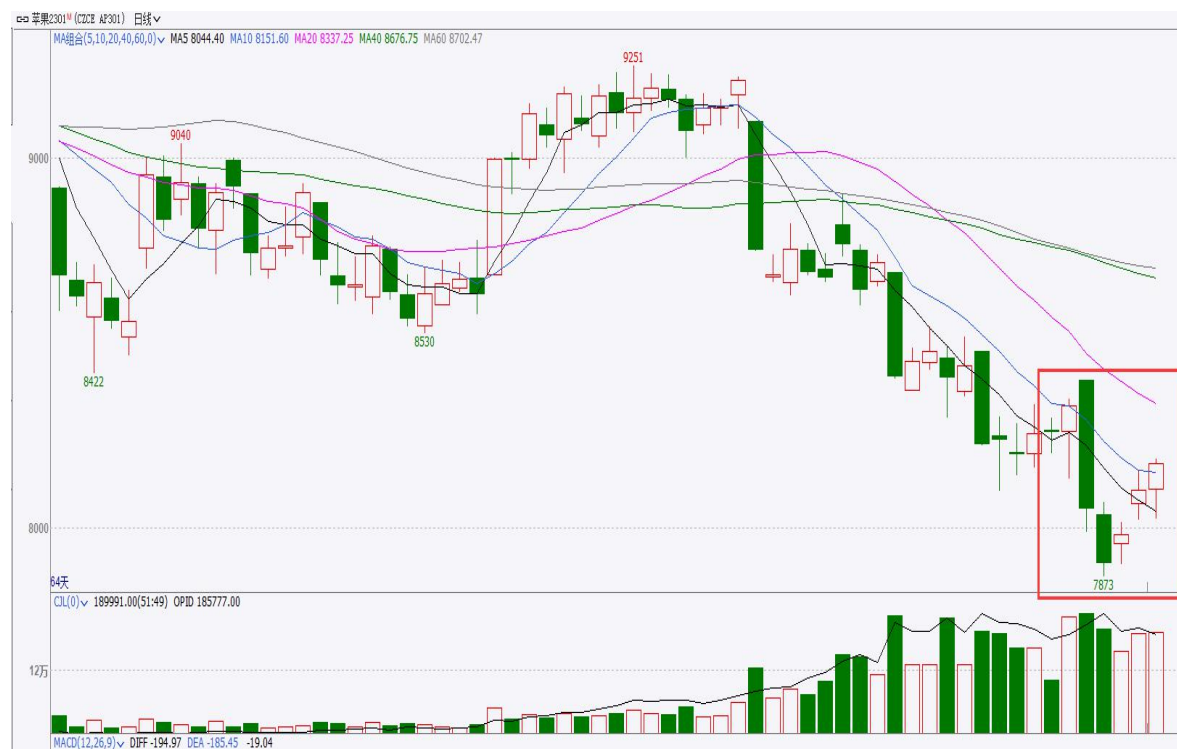 苹果2301M (CZCE AP301) 日线
MA组合(5,10,20,40,60,0) MA5 8044.40 MA10 8151.60 MA20 8337.25 MA40 8676.75 MA60 8702.47
9251
9040
9000
8530
8422
8000
7873
64天
CJL(0) 189991.00(51:49) OPID 185777.00
12万
MACD(12,26,9) DIFF -194.97 DEA -185.45 -19.04